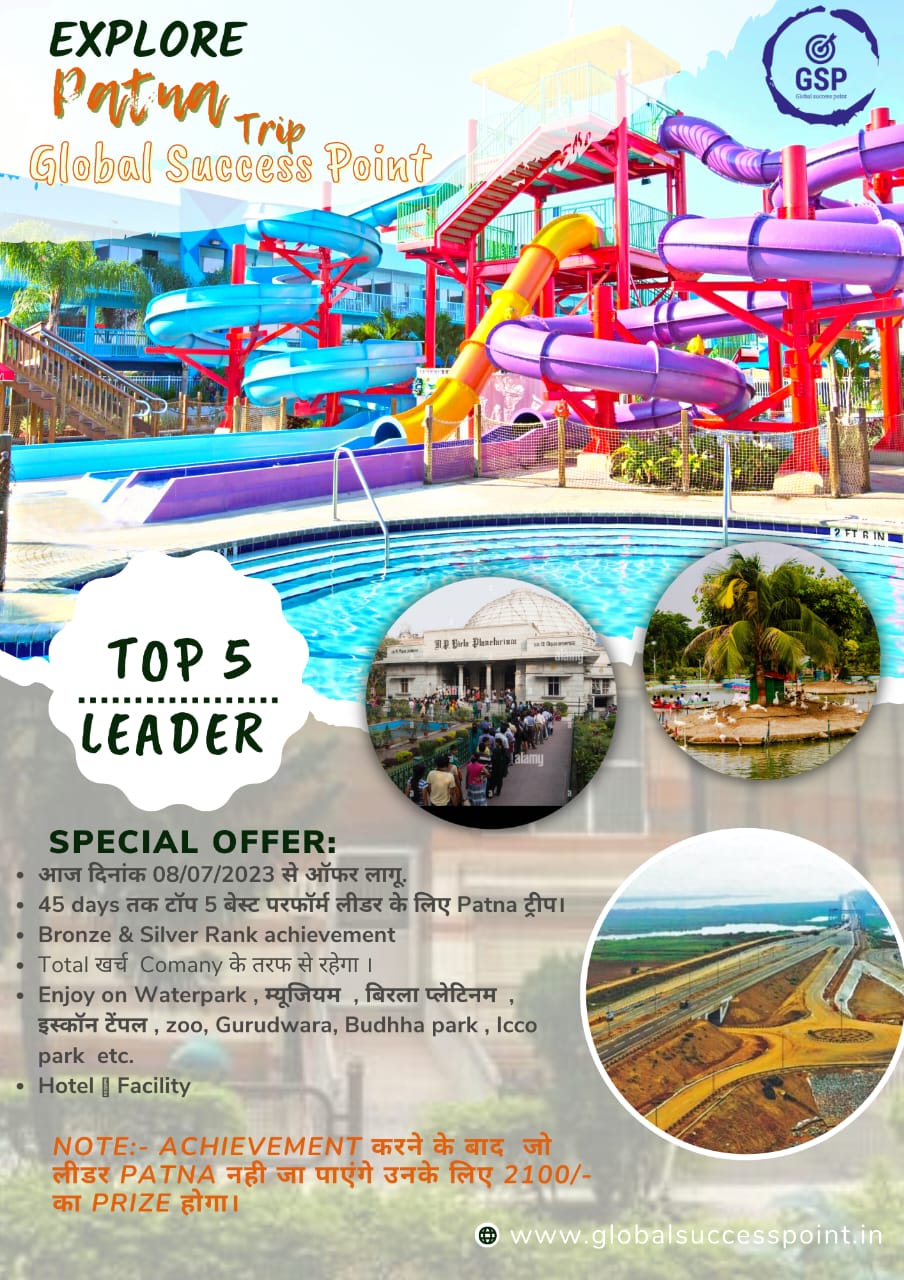 EXPLORE
Patna
Trip
Global Success Point
GSP
Global success point
2 FT 6 IN
TOP 5
LEADER
M.P. Birla Planetarium
alamy
alamy
SPECIAL OFFER:
• आज दिनांक 08/07/2023 से ऑफर लागू.
• 45 days तक टॉप 5 बेस्ट परफॉर्म लीडर के लिए Patna ट्रीप।
• Bronze & Silver Rank achievement
• Total खर्च Comany के तरफ से रहेगा ।
• Enjoy on Waterpark , म्यूजियम , बिरला प्लेटिनम ,
इस्कॉन टेंपल , zoo, Gurudwara, Budhha park , Icco
park etc.
• Hotel Facility
NOTE:- ACHIEVEMENT करने के बाद जो
लीडर PATNA नही जा पाएंगे उनके लिए 2100/-
का PRIZE होगा।
www.globalsuccesspoint.in